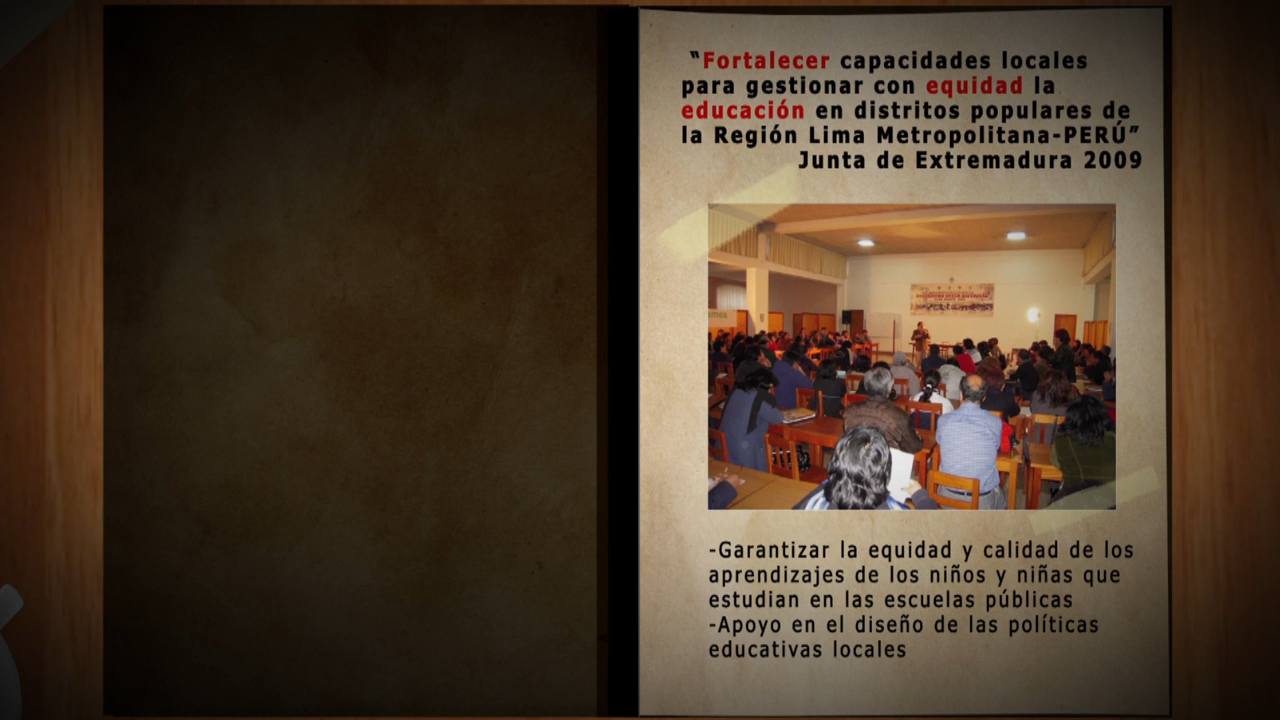 “Fortalecer capacidades locales
para gestionar con equidad la
educación en distritos populares de
la Región Lima Metropolitana-PERÚ”
Junta de Extremadura 2009
-Garantizar la equidad y calidad de los
aprendizajes de los niños y niñas que
estudian en las escuelas públicas
-Apoyo en el diseño de las políticas
educativas locales